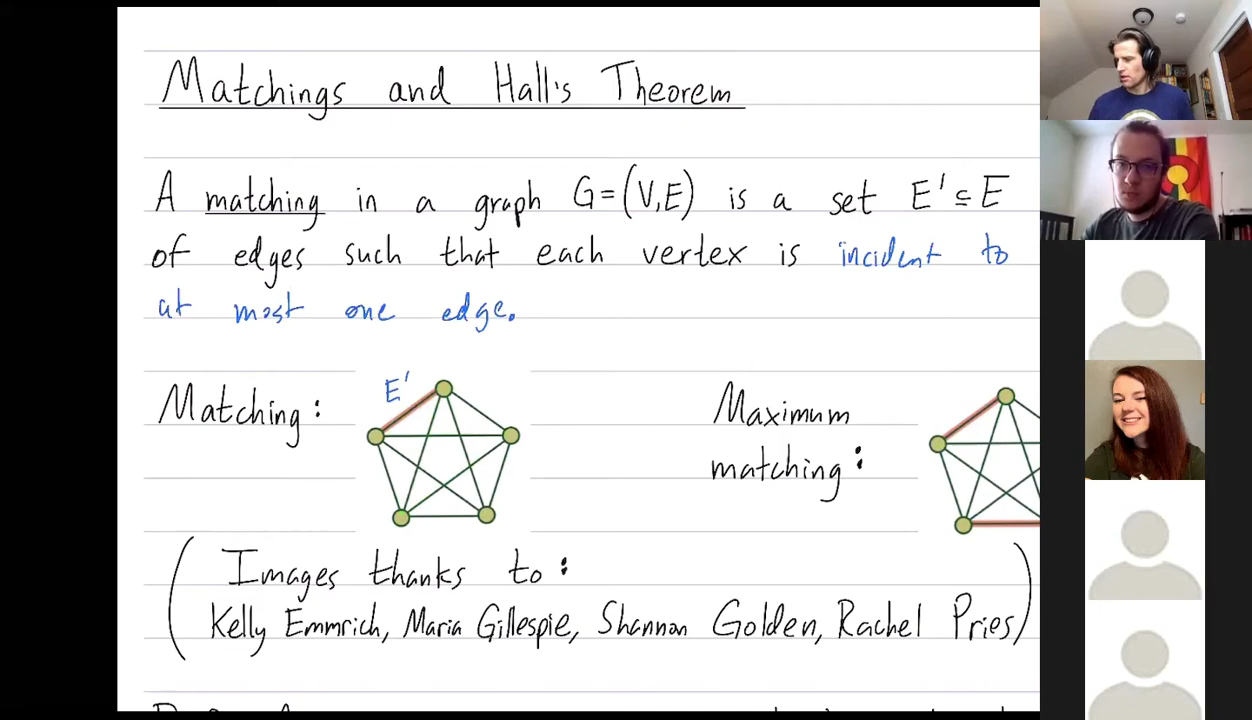 Matchings and Hall's Theorem
A matching in a graph G=(V,E) is a set E'⊆E
of edges such that each vertex is incident to
at most one edge.
Matching:
E'
Maximum
matching:
(Images thanks to:
Kelly Emmrich, Maria Gillespie, Shannon Golden, Rachel Pries)